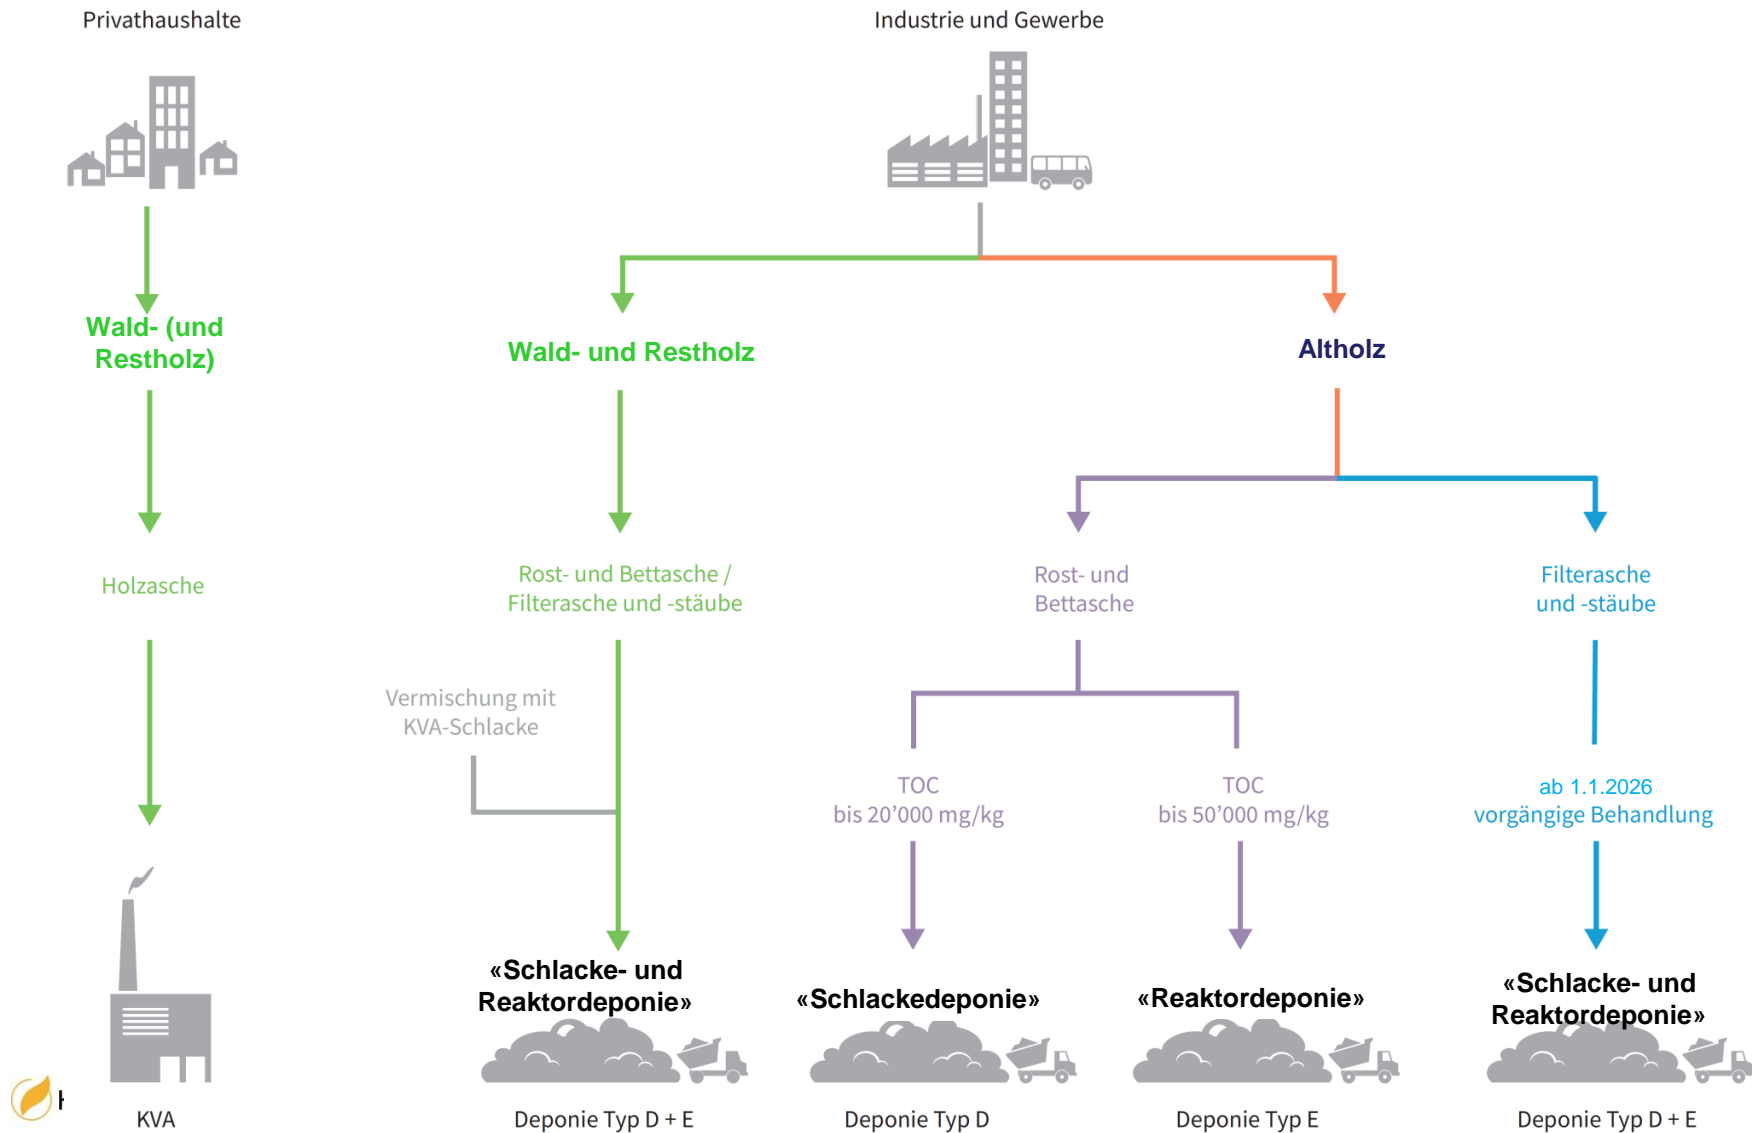 Privathaushalte
Industrie und Gewerbe
Wald- (und
Restholz)
Wald- und Restholz
Altholz
Holzasche
Rost- und Bettasche /
Filterasche und -stäube
Rost- und
Bettasche
Filterasche
und -stäube
Vermischung mit
KVA-Schlacke
TOC
bis 20’000 mg/kg
TOC
bis 50’000 mg/kg
ab 1.1.2026
vorgängige Behandlung
«Schlacke- und
Reaktordeponie»
«Schlackedeponie»
«Reaktordeponie»
«Schlacke- und
Reaktordeponie»
KVA
Deponie Typ D + E
Deponie Typ D
Deponie Typ E
Deponie Typ D + E